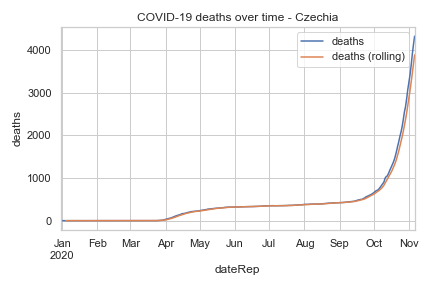 COVID-19 deaths over time - Czechia
deaths
deaths (rolling)
deaths
4000
3000
2000
1000
0
Jan Feb Mar Apr May Jun Jul Aug Sep Oct Nov
2020
dateRep